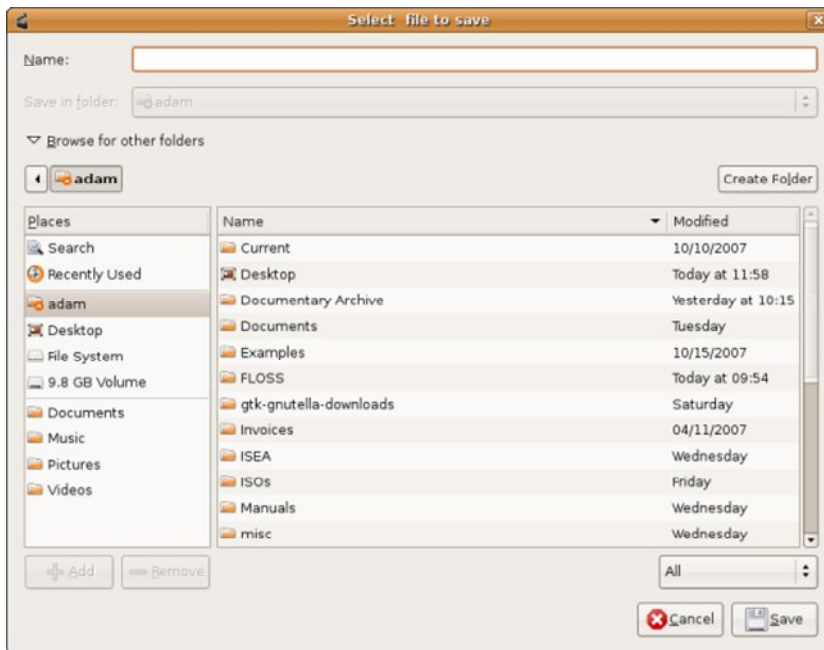 Select file to save
Name:
Save in folder: adam
Browse for other folders
adam
Create Folder
Places
Search
Recently Used
adam
Desktop
File System
9.8 GB Volume
Documents
Music
Pictures
Videos
Name Modified
Current 10/10/2007
Desktop Today at 11:58
Documentary Archive Yesterday at 10:15
Documents Tuesday
Examples 10/15/2007
FLOSS Today at 09:54
gtk-gnutella-downloads Saturday
Invoices 04/11/2007
ISEA Wednesday
ISOs Friday
Manuals Wednesday
misc Wednesday
Add Remove
All
Cancel Save